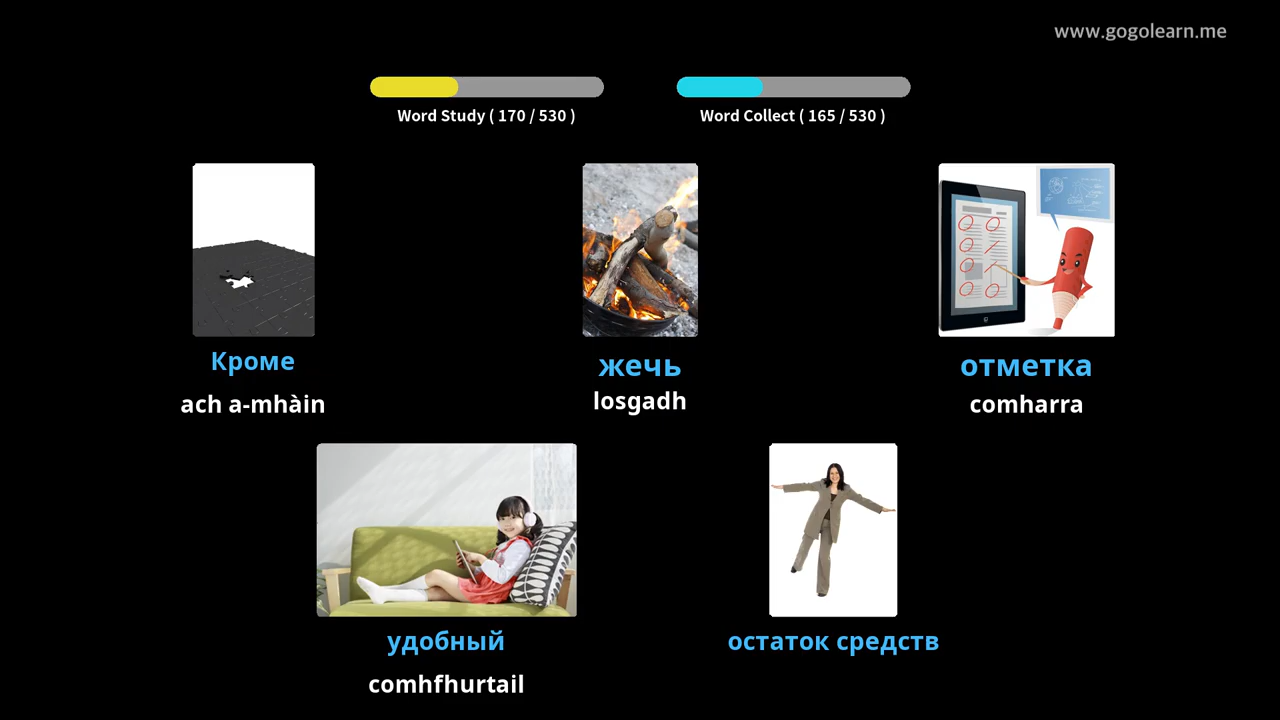 www.gogolearn.me
Word Study ( 170 / 530 )
Word Collect ( 165 / 530 )
Кроме
ach a-mhàin
жечь
losgadh
отметка
comharra
удобный
comhfhurtail
остаток средств